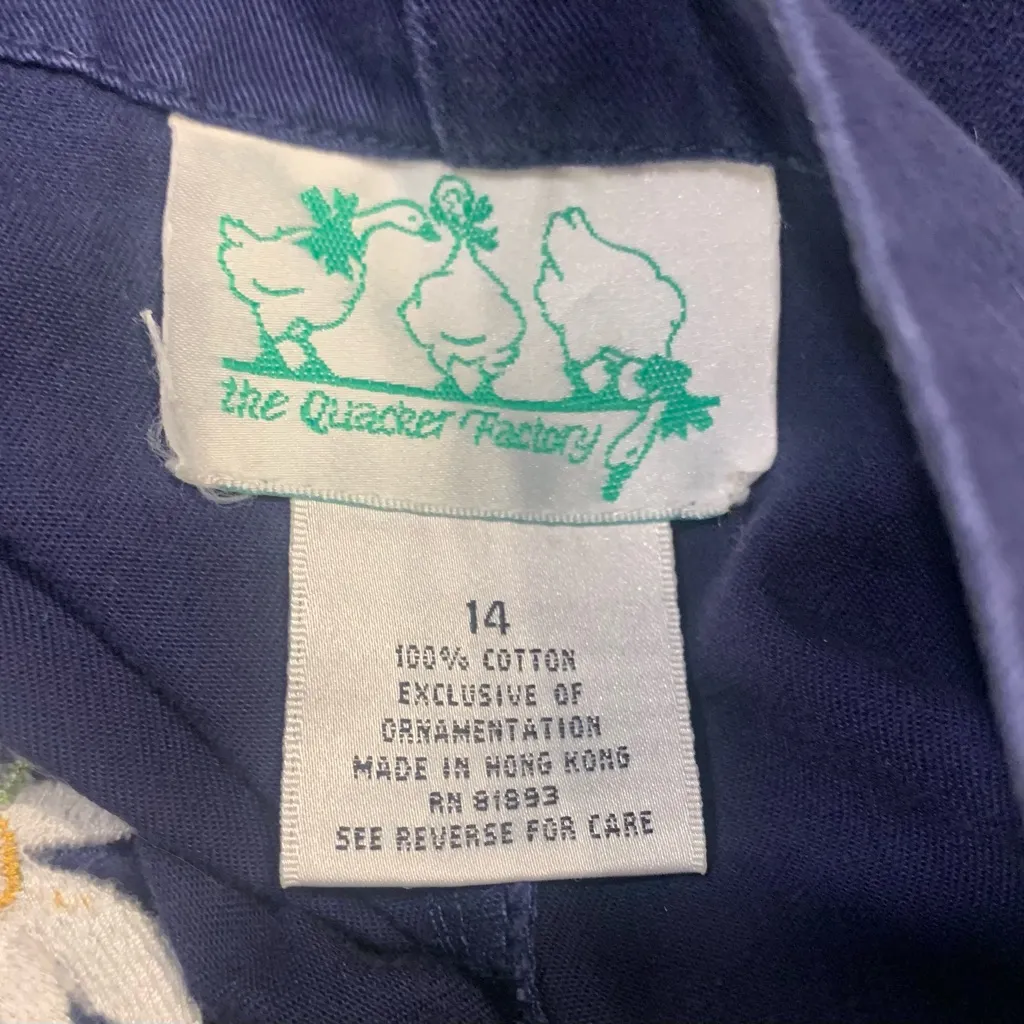 the Quacker Factory
14
100% COTTON
EXCLUSIVE OF
ORNAMENTATION
MADE IN HONG KONG
RN 81893
SEE REVERSE FOR CARE